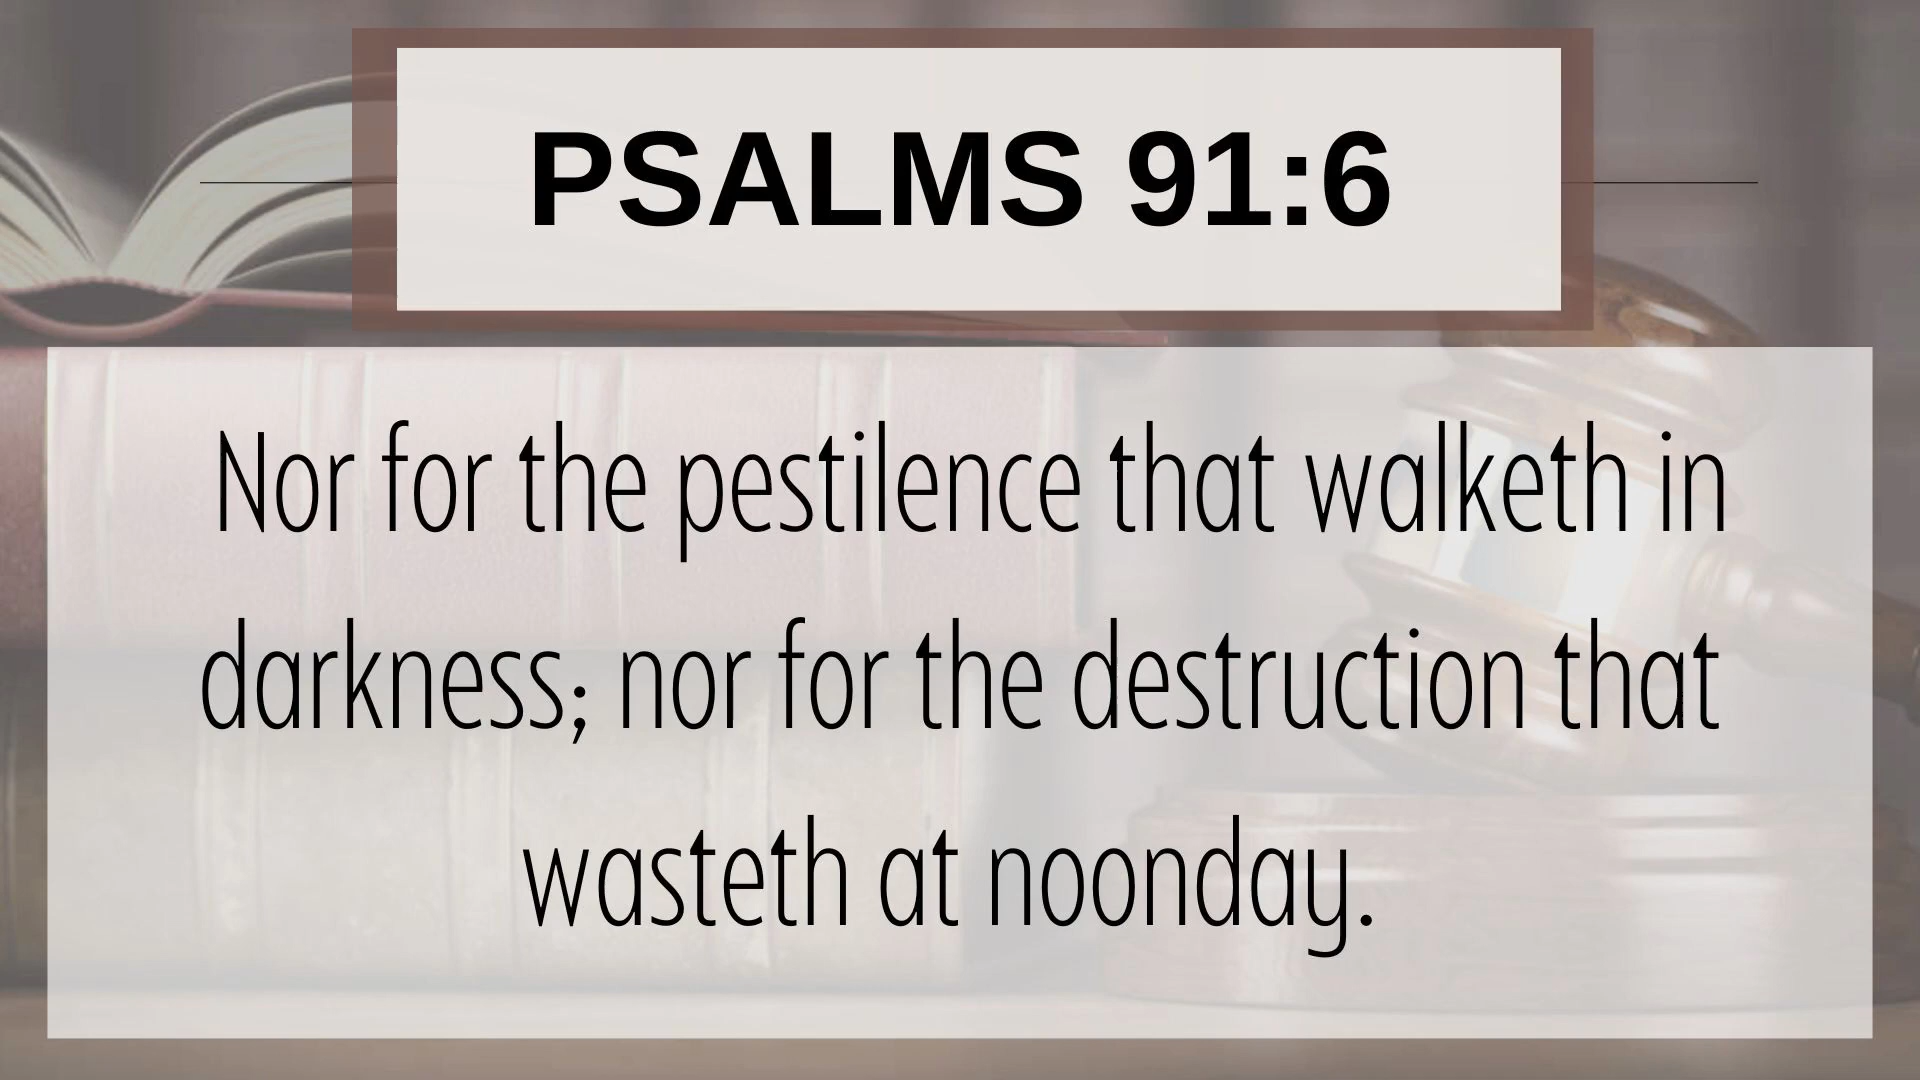 PSALMS 91:6
Nor for the pestilence that walketh in
darkness; nor for the destruction that
wasteth at noonday.